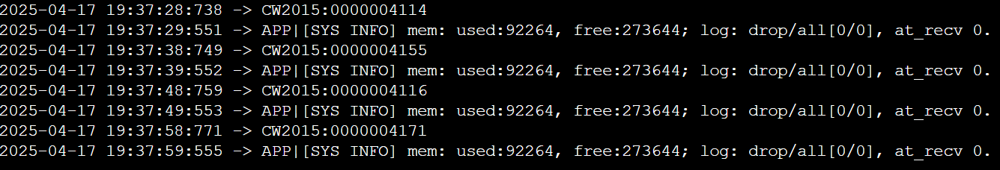 2025-04-17 19:37:28:738 -> CW2015:0000004114
2025-04-17 19:37:29:551 -> APP|[SYS INFO] mem: used:92264, free:273644; log: drop/all[0/0], at_recv 0.
2025-04-17 19:37:38:749 -> CW2015:0000004155
2025-04-17 19:37:39:552 -> APP|[SYS INFO] mem: used:92264, free:273644; log: drop/all[0/0], at_recv 0.
2025-04-17 19:37:48:759 -> CW2015:0000004116
2025-04-17 19:37:49:553 -> APP|[SYS INFO] mem: used:92264, free:273644; log: drop/all[0/0], at_recv 0.
2025-04-17 19:37:58:771 -> CW2015:0000004171
2025-04-17 19:37:59:555 -> APP|[SYS INFO] mem: used:92264, free:273644; log: drop/all[0/0], at_recv 0.